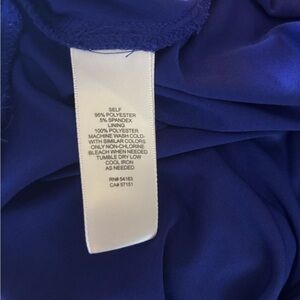 SELF
95% POLYESTER
5% SPANDEX
LINING
100% POLYESTER
MACHINE WASH COLD-
WITH SIMILAR COLORS
ONLY NON-CHLORINE
BLEACH WHEN NEEDED
TUMBLE DRY LOW
COOL IRON
AS NEEDED
RN# 54163
CA# 57151